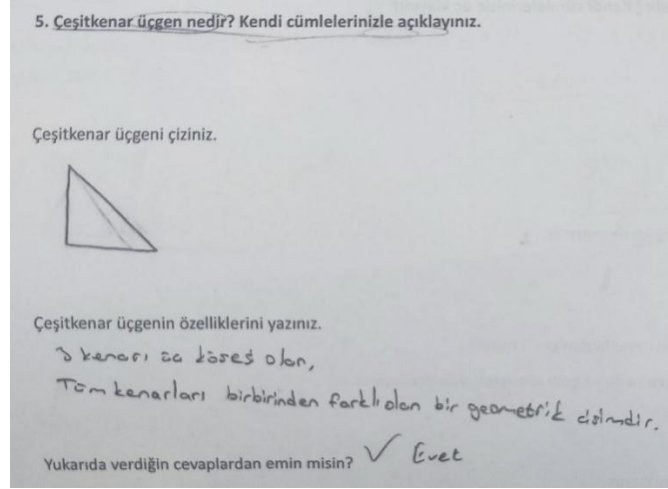 5. Çeşitkenar üçgen nedir? Kendi cümlelerinizle açıklayınız.
Çeşitkenar üçgeni çiziniz.
Çeşitkenar üçgenin özelliklerini yazınız.
3 kenarı üç köşesi olan,
Tüm kenarları birbirinden farklı olan bir geometrik cisimdir.
Yukarıda verdiğin cevaplardan emin misin? ✓ Evet